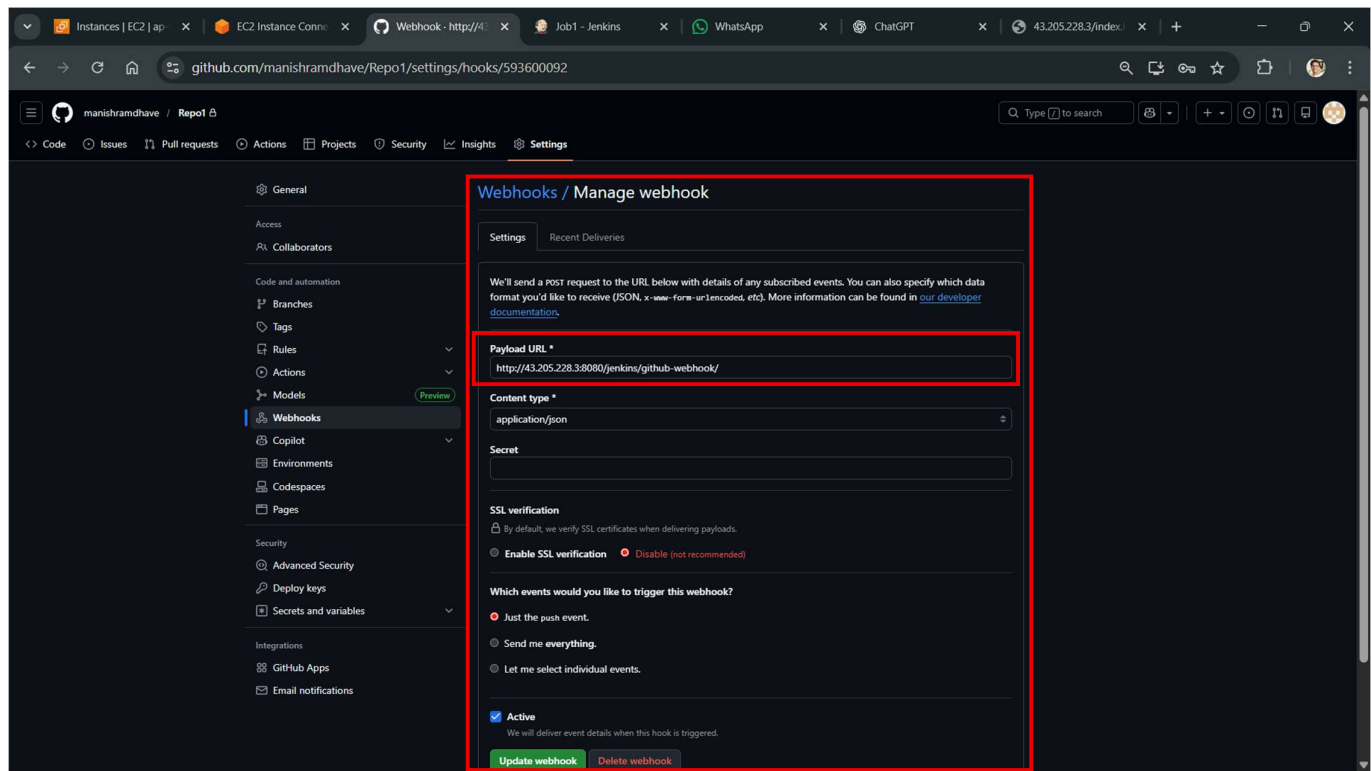 Instances | EC2 | ap-
EC2 Instance Conne
Webhook · http://4
Job1 - Jenkins
WhatsApp
ChatGPT
43.205.228.3/index.
github.com/manishramdhave/Repo1/settings/hooks/593600092
manishramdhave / Repo1
Type / to search
Code Issues Pull requests Actions Projects Security Insights Settings
General
Access
Collaborators
Code and automation
Branches
Tags
Rules
Actions
Models Preview
Webhooks
Copilot
Environments
Codespaces
Pages
Security
Advanced Security
Deploy keys
Secrets and variables
Integrations
GitHub Apps
Email notifications
Webhooks / Manage webhook
Settings Recent Deliveries
We'll send a POST request to the URL below with details of any subscribed events. You can also specify which data
format you'd like to receive (JSON, x-www-form-urlencoded, etc). More information can be found in our developer
documentation.
Payload URL *
http://43.205.228.3:8080/jenkins/github-webhook/
Content type *
application/json
Secret
SSL verification
By default, we verify SSL certificates when delivering payloads.
Enable SSL verification Disable (not recommended)
Which events would you like to trigger this webhook?
Just the push event.
Send me everything.
Let me select individual events.
Active
We will deliver event details when this hook is triggered.
Update webhook Delete webhook